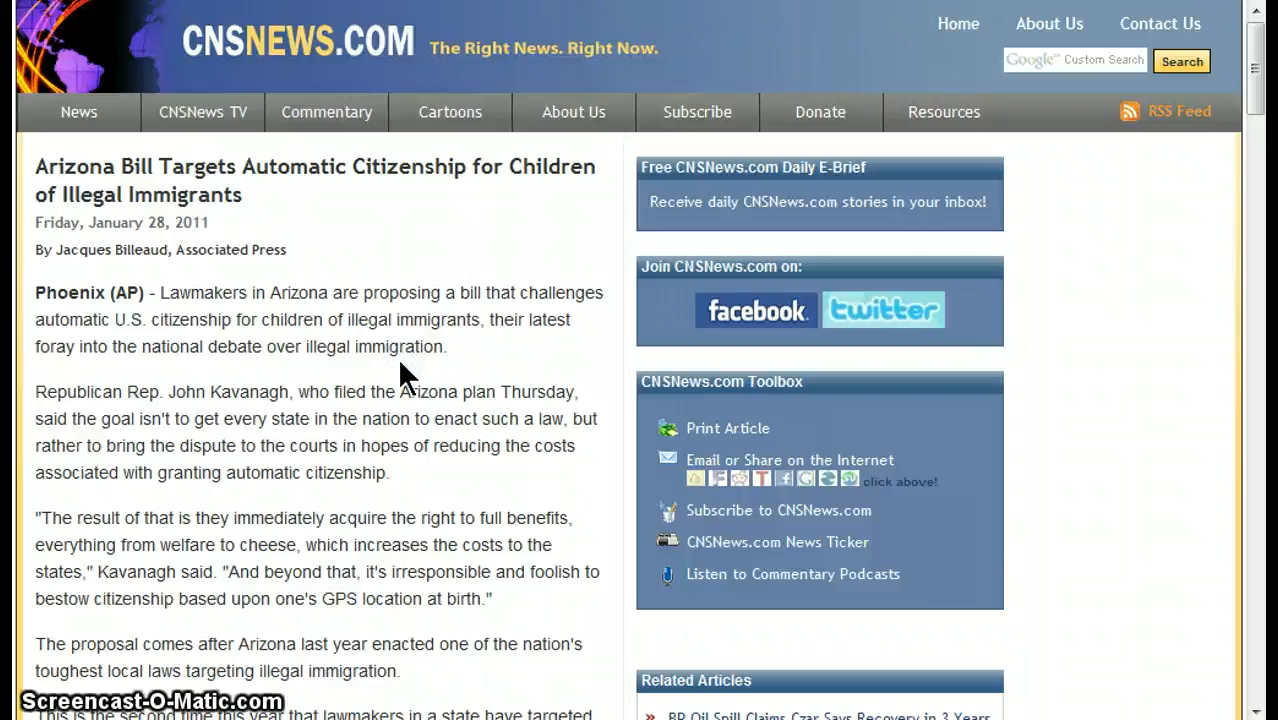 CNSNEWS.COM The Right News. Right Now.
Home About Us Contact Us
Google™ Custom Search Search
News CNSNews TV Commentary Cartoons About Us Subscribe Donate Resources RSS Feed
Arizona Bill Targets Automatic Citizenship for Children
of Illegal Immigrants
Friday, January 28, 2011
By Jacques Billeaud, Associated Press
Phoenix (AP) - Lawmakers in Arizona are proposing a bill that challenges
automatic U.S. citizenship for children of illegal immigrants, their latest
foray into the national debate over illegal immigration.
Republican Rep. John Kavanagh, who filed the Arizona plan Thursday,
said the goal isn't to get every state in the nation to enact such a law, but
rather to bring the dispute to the courts in hopes of reducing the costs
associated with granting automatic citizenship.
"The result of that is they immediately acquire the right to full benefits,
everything from welfare to cheese, which increases the costs to the
states," Kavanagh said. "And beyond that, it's irresponsible and foolish to
bestow citizenship based upon one's GPS location at birth."
The proposal comes after Arizona last year enacted one of the nation's
toughest local laws targeting illegal immigration.
This is the second time this year that lawmakers in a state have targeted
Free CNSNews.com Daily E-Brief
Receive daily CNSNews.com stories in your inbox!
Join CNSNews.com on:
facebook. twitter
CNSNews.com Toolbox
Print Article
Email or Share on the Internet
click above!
Subscribe to CNSNews.com
CNSNews.com News Ticker
Listen to Commentary Podcasts
Related Articles
BP Oil Spill Claims Czar Says Recovery in 3 Years
Screencast-O-Matic.com